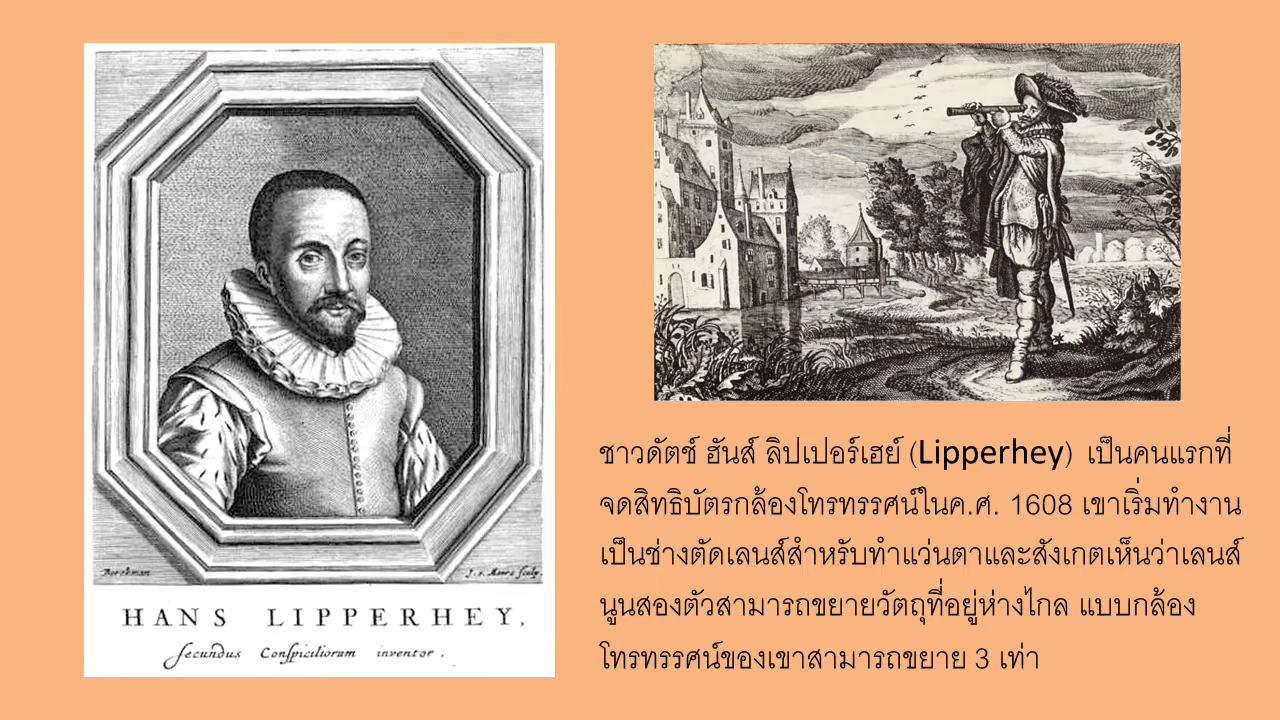 Berckman
J. v. Meurs sculp.
HANS LIPPERHEY,
secundus Conspiciliorum inventor.
ชาวดัตช์ ฮันส์ ลิปเปอร์เฮย์ (Lipperhey) เป็นคนแรกที่
จดสิทธิบัตรกล้องโทรทรรศน์ในค.ศ. 1608 เขาเริ่มทำงาน
เป็นช่างตัดเลนส์สำหรับทำแว่นตาและสังเกตเห็นว่าเลนส์
นูนสองตัวสามารถขยายวัตถุที่อยู่ห่างไกล แบบกล้อง
โทรทรรศน์ของเขาสามารถขยาย 3 เท่า